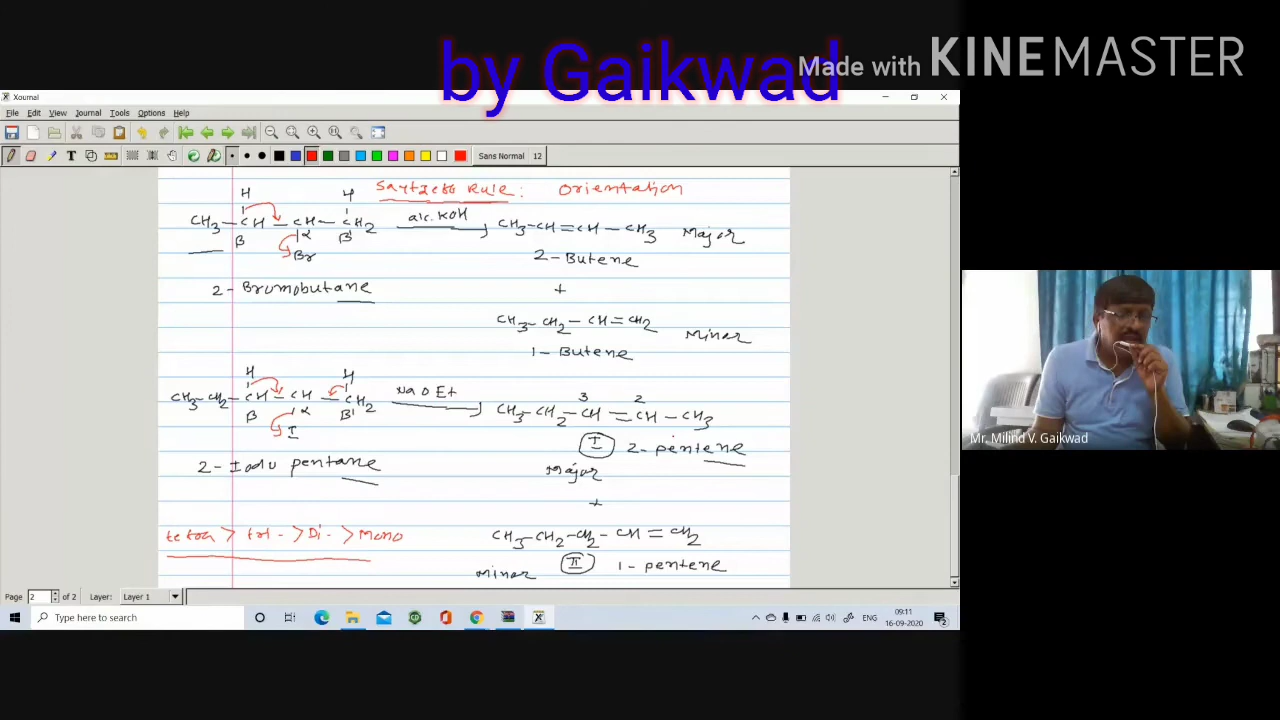 by Gaikwad
Made with KINEMASTER
Xournal
File Edit View Journal Tools Options Help
Sans Normal 12
Saytzeff Rule: Orientation
H H
CH3 — CH — CH — CH2 alc. KOH CH3—CH=CH—CH3 Major
β α β'
Br 2-Butene
2-Bromobutane +
CH3—CH2—CH=CH2 Minor
1-Butene
H H
CH3—CH2—CH—CH—CH2 NaOEt CH3—CH2—CH=CH—CH3
3 2
β α β'
I I 2-pentene
2-Iodo pentane Major
+
tetra > tri- > Di- > Mono CH3—CH2—CH2—CH=CH2
Minor II 1-pentene
Page 2 of 2 Layer: Layer 1
Type here to search
ENG
09:11
16-09-2020
2
Mr. Milind V. Gaikwad